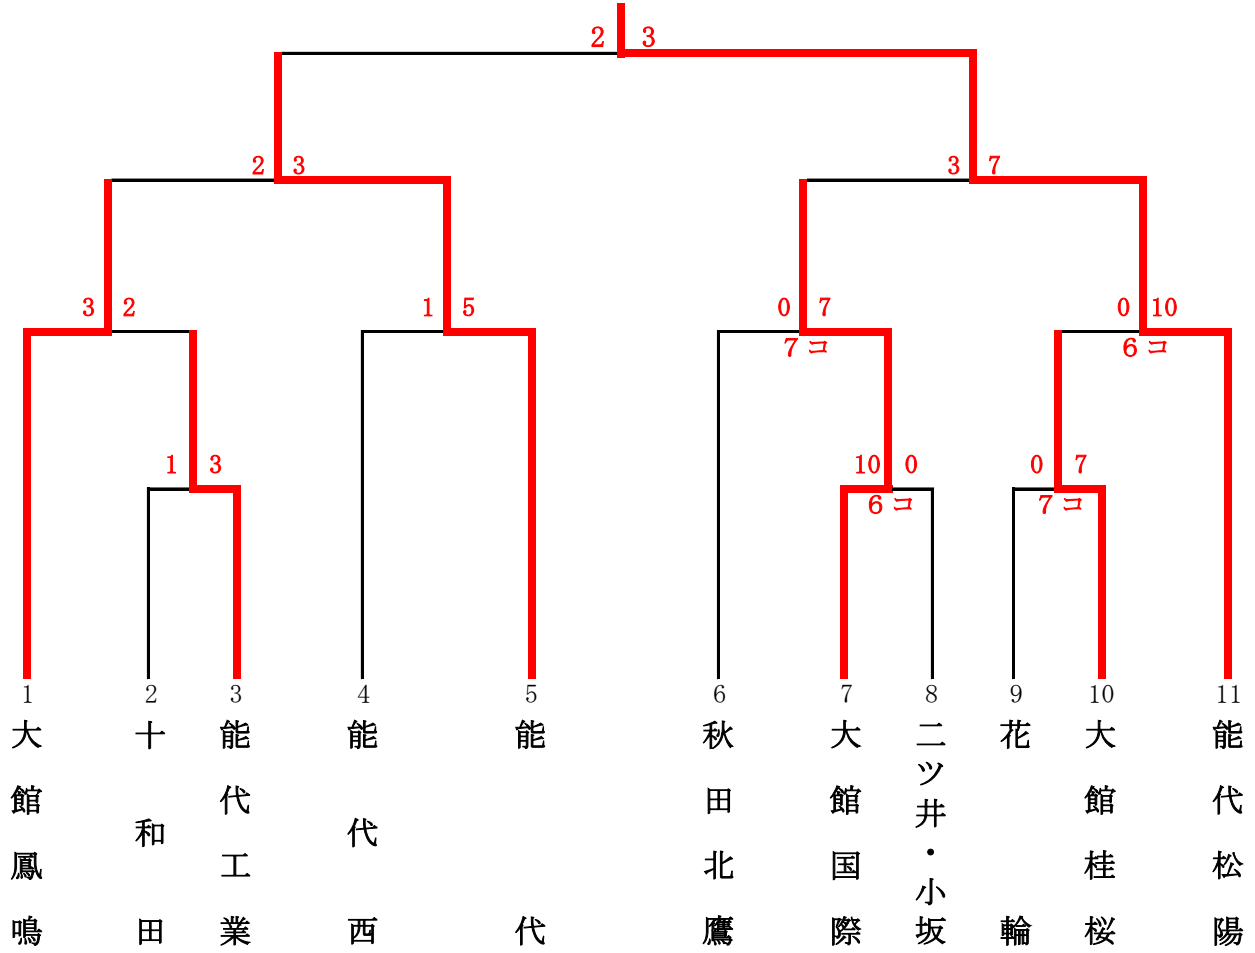 2 3
2 3
3 7
3 2
1 5
0 7
7コ
0 10
6コ
1 3
10 0
6コ
0 7
7コ
1 2 3 4 5 6 7 8 9 10 11
大館鳳鳴
十和田
能代工業
能代西
能代
秋田北鷹
大館国際
二ツ井・小坂
花輪
大館桂桜
能代松陽